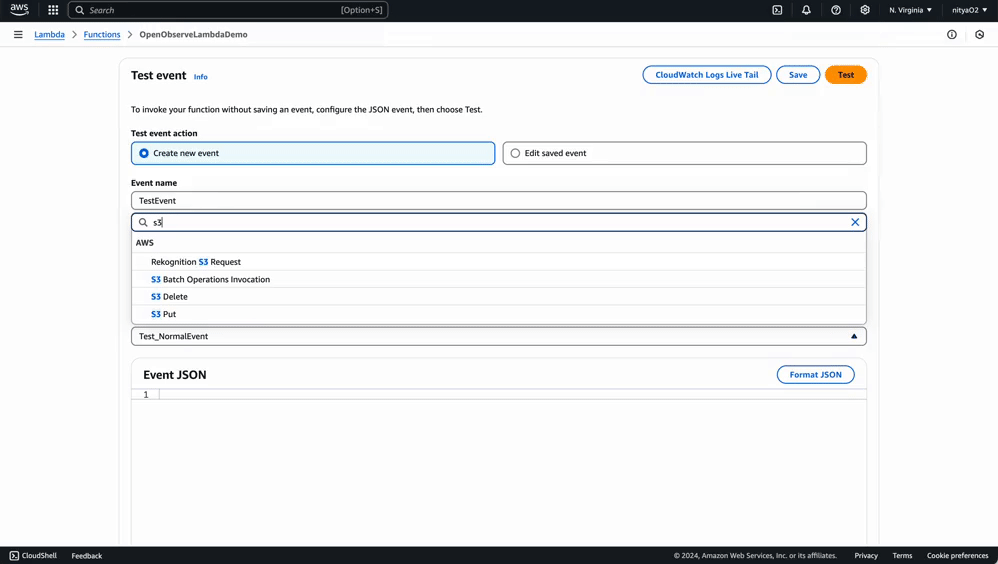 aws Search [Option+S] N. Virginia ▼ nityaO2 ▼
Lambda > Functions > OpenObserveLambdaDemo
Test event Info CloudWatch Logs Live Tail Save Test
To invoke your function without saving an event, configure the JSON event, then choose Test.
Test event action
Create new event Edit saved event
Event name
TestEvent
s3
AWS
Rekognition S3 Request
S3 Batch Operations Invocation
S3 Delete
S3 Put
Test_NormalEvent
Event JSON Format JSON
1
CloudShell Feedback © 2024, Amazon Web Services, Inc. or its affiliates. Privacy Terms Cookie preferences